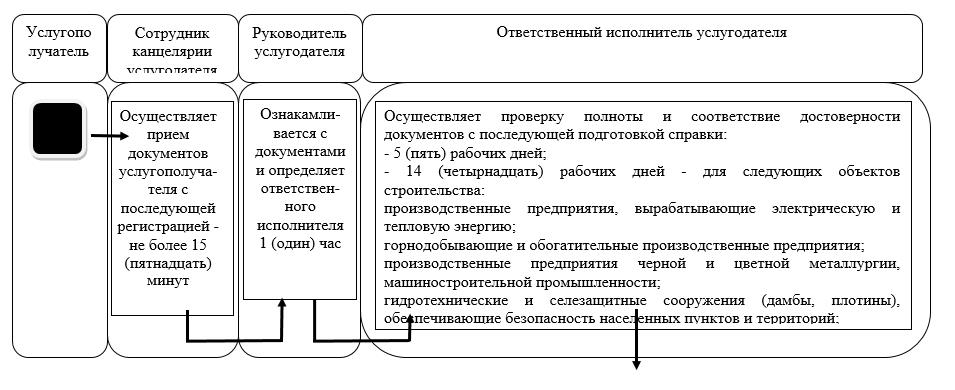 Услугопо
лучатель
Сотрудник
канцелярии
услугодателя
Руководитель
услугодателя
Ответственный исполнитель услугодателя
Осуществляет
прием
документов
услугополуча-
теля с
последующей
регистрацией -
не более 15
(пятнадцать)
минут
Ознакамли-
вается с
документами
и определяет
ответствен-
ного
исполнителя
1 (один) час
Осуществляет проверку полноты и соответствие достоверности
документов с последующей подготовкой справки:
- 5 (пять) рабочих дней;
- 14 (четырнадцать) рабочих дней - для следующих объектов
строительства:
производственные предприятия, вырабатывающие электрическую и
тепловую энергию;
горнодобывающие и обогатительные производственные предприятия;
производственные предприятия черной и цветной металлургии,
машиностроительной промышленности;
гидротехнические и селезащитные сооружения (дамбы, плотины),
обеспечивающие безопасность населенных пунктов и территорий;